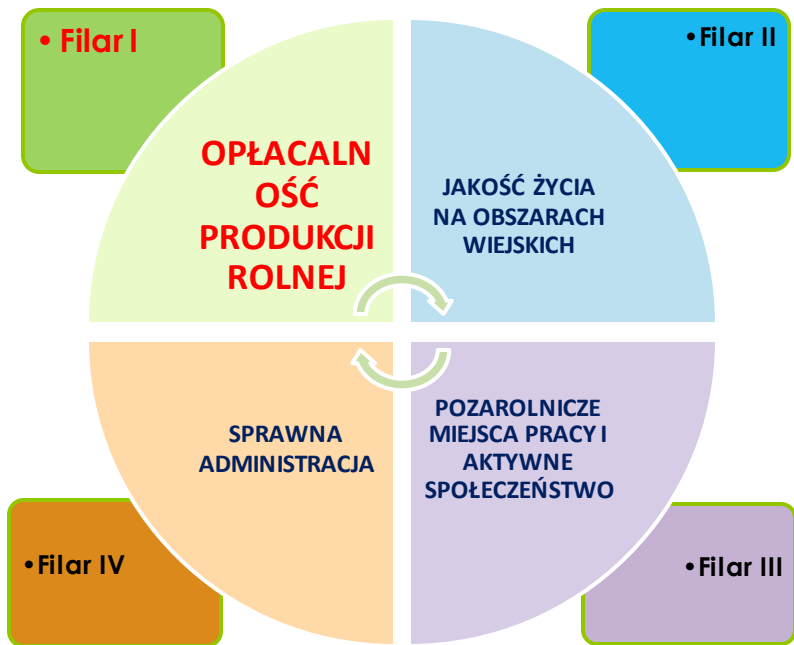 • Filar I
•Filar II
OPŁACALN
OŚĆ
PRODUKCJI
ROLNEJ
JAKOŚĆ ŻYCIA
NA OBSZARACH
WIEJSKICH
SPRAWNA
ADMINISTRACJA
POZAROLNICZE
MIEJSCA PRACY I
AKTYWNE
SPOŁECZEŃSTWO
•Filar IV
•Filar III